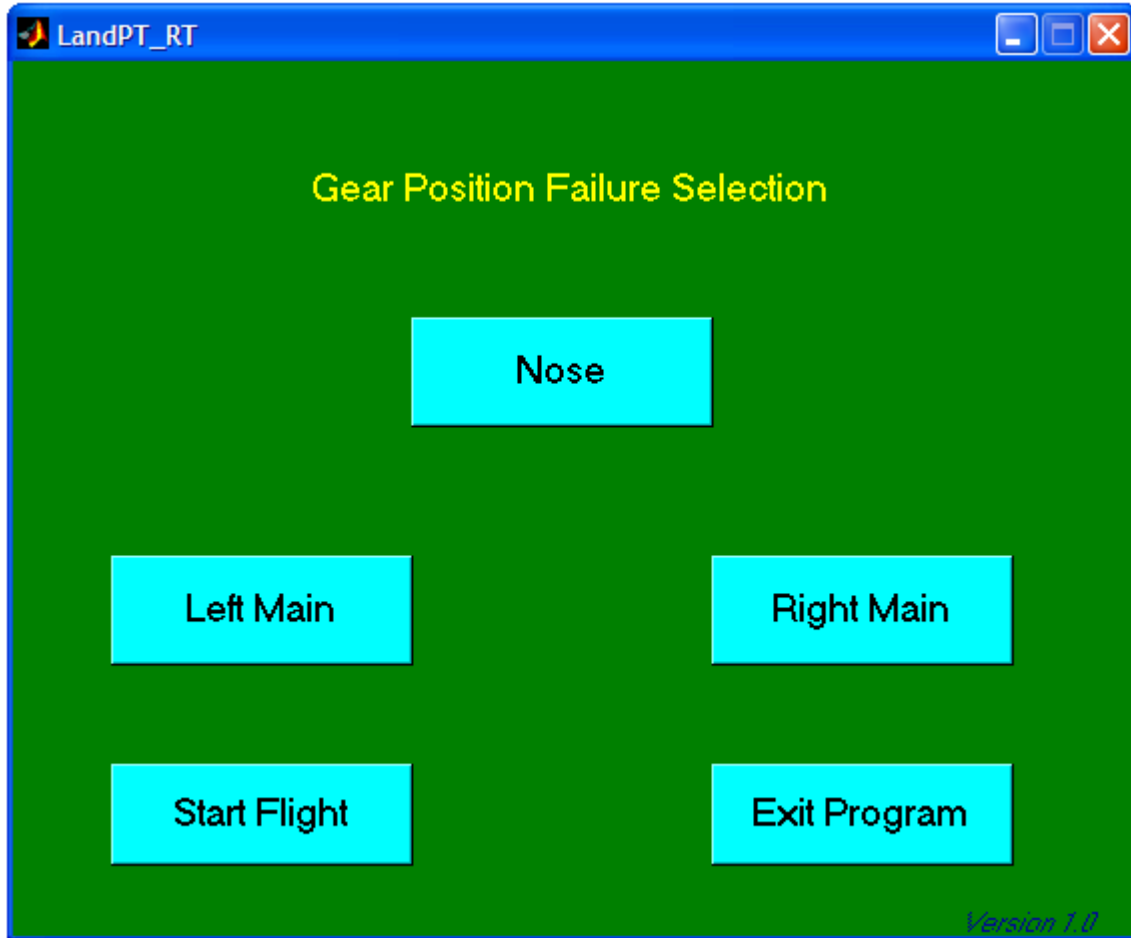 LandPT_RT
Gear Position Failure Selection
Nose
Left Main
Right Main
Start Flight
Exit Program
Version 1.0